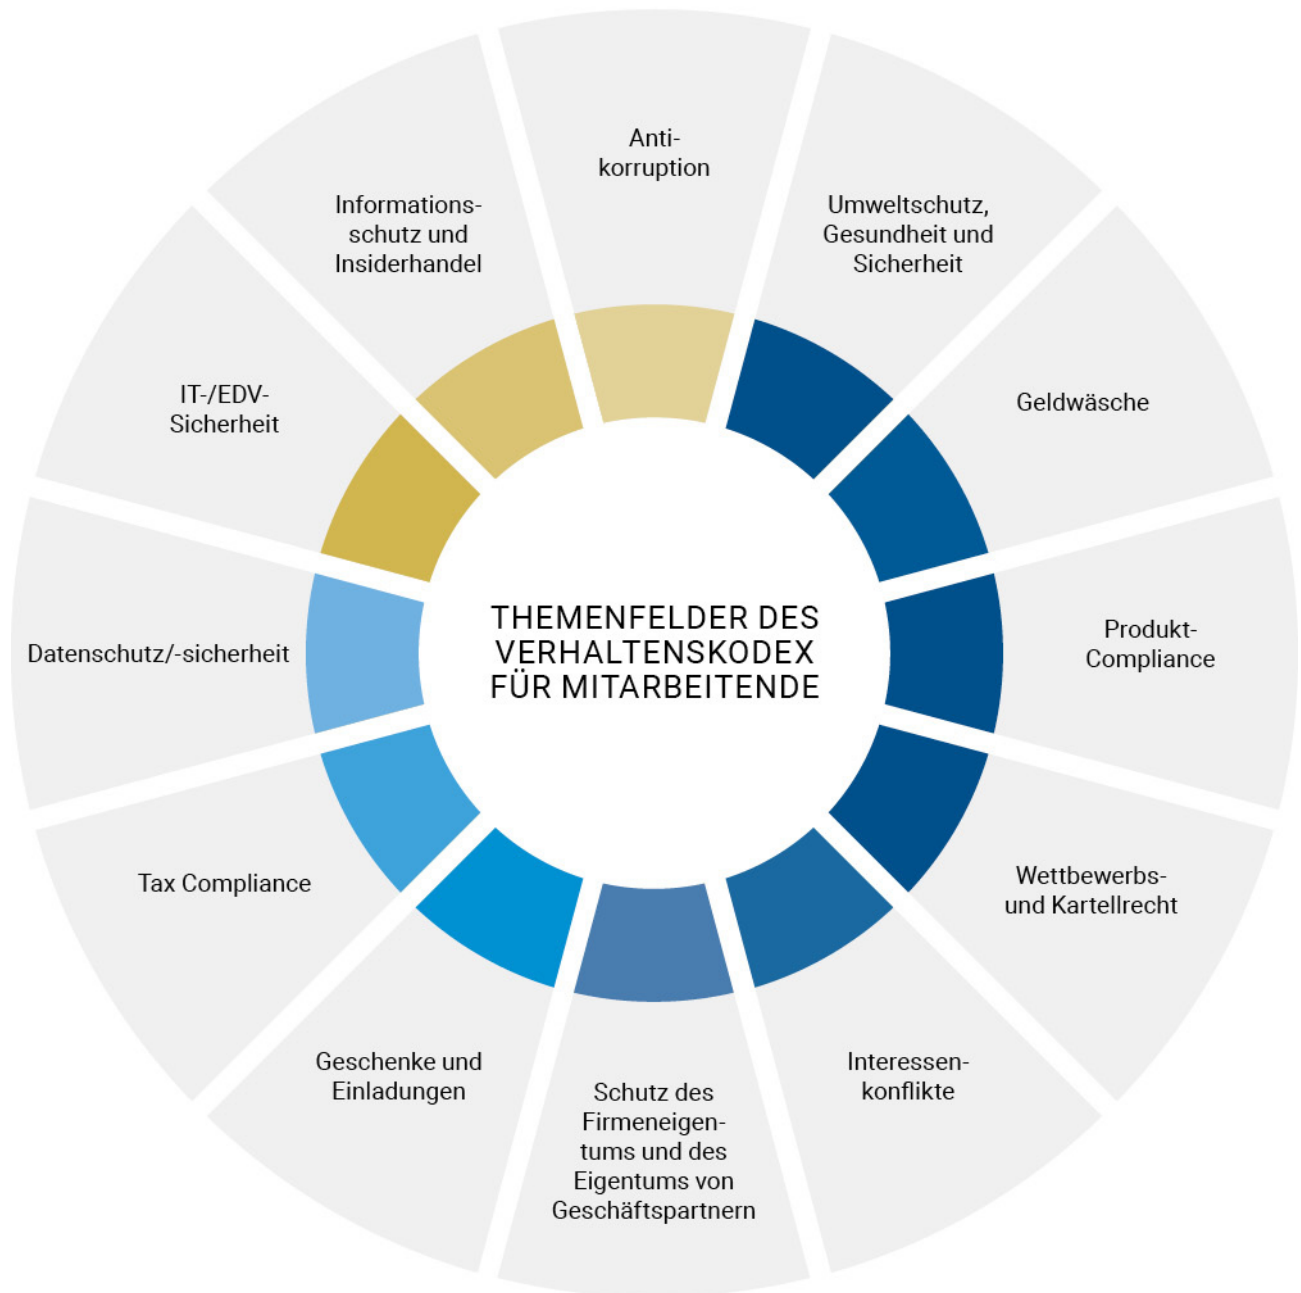 Anti-
korruption
Umweltschutz,
Gesundheit und
Sicherheit
Geldwäsche
Produkt-
Compliance
Wettbewerbs-
und Kartellrecht
Interessen-
konflikte
Schutz des
Firmeneigen-
tums und des
Eigentums von
Geschäftspartnern
Geschenke und
Einladungen
Tax Compliance
Datenschutz/-sicherheit
IT-/EDV-
Sicherheit
Informations-
schutz und
Insiderhandel
THEMENFELDER DES
VERHALTENSKODEX
FÜR MITARBEITENDE